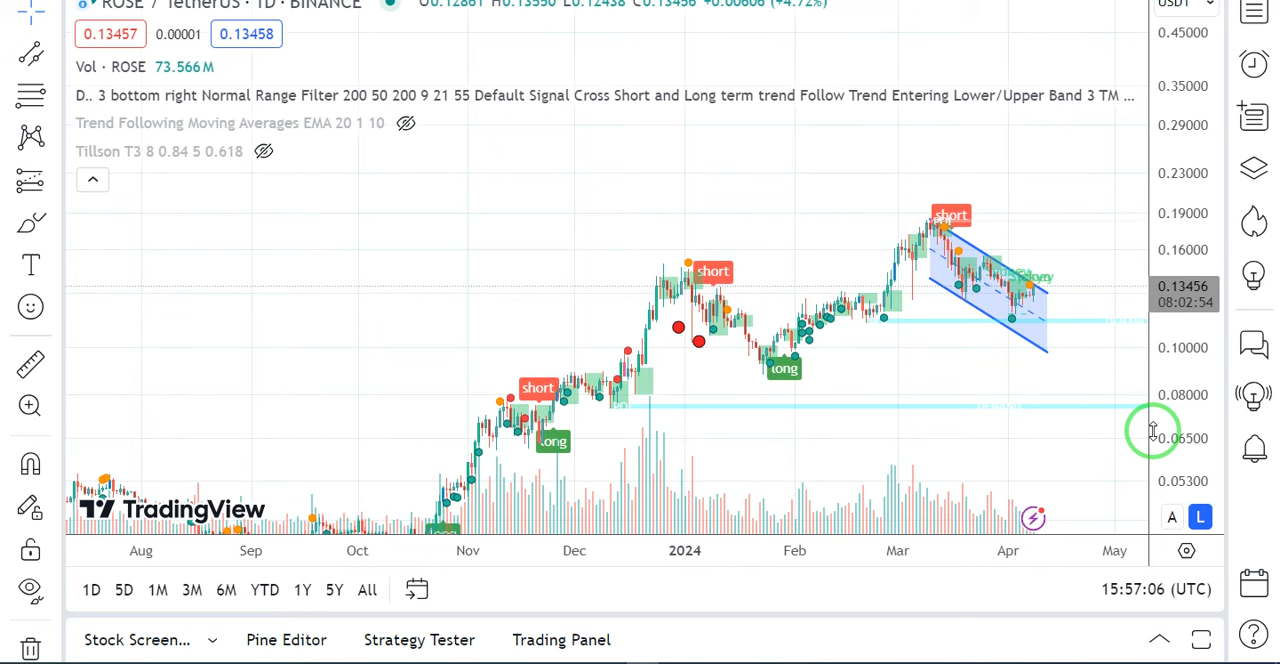 ROSE / TetherUS · 1D · BINANCE O0.12861 H0.13550 L0.12438 C0.13456 +0.00606 (+4.72%)
USDT
0.13457 0.00001 0.13458
Vol · ROSE 73.566 M
D.. 3 bottom right Normal Range Filter 200 50 200 9 21 55 Default Signal Cross Short and Long term trend Follow Trend Entering Lower/Upper Band 3 TM ...
Trend Following Moving Averages EMA 20 1 10
Tillson T3 8 0.84 5 0.618
0.45000
0.35000
0.29000
0.23000
0.19000
0.16000
0.13456
08:02:54
0.10000
0.08000
0.06500
0.05300
short
short
long
short
long
TradingView
A L
Aug Sep Oct Nov Dec 2024 Feb Mar Apr May
1D 5D 1M 3M 6M YTD 1Y 5Y All
15:57:06 (UTC)
Stock Screen... Pine Editor Strategy Tester Trading Panel